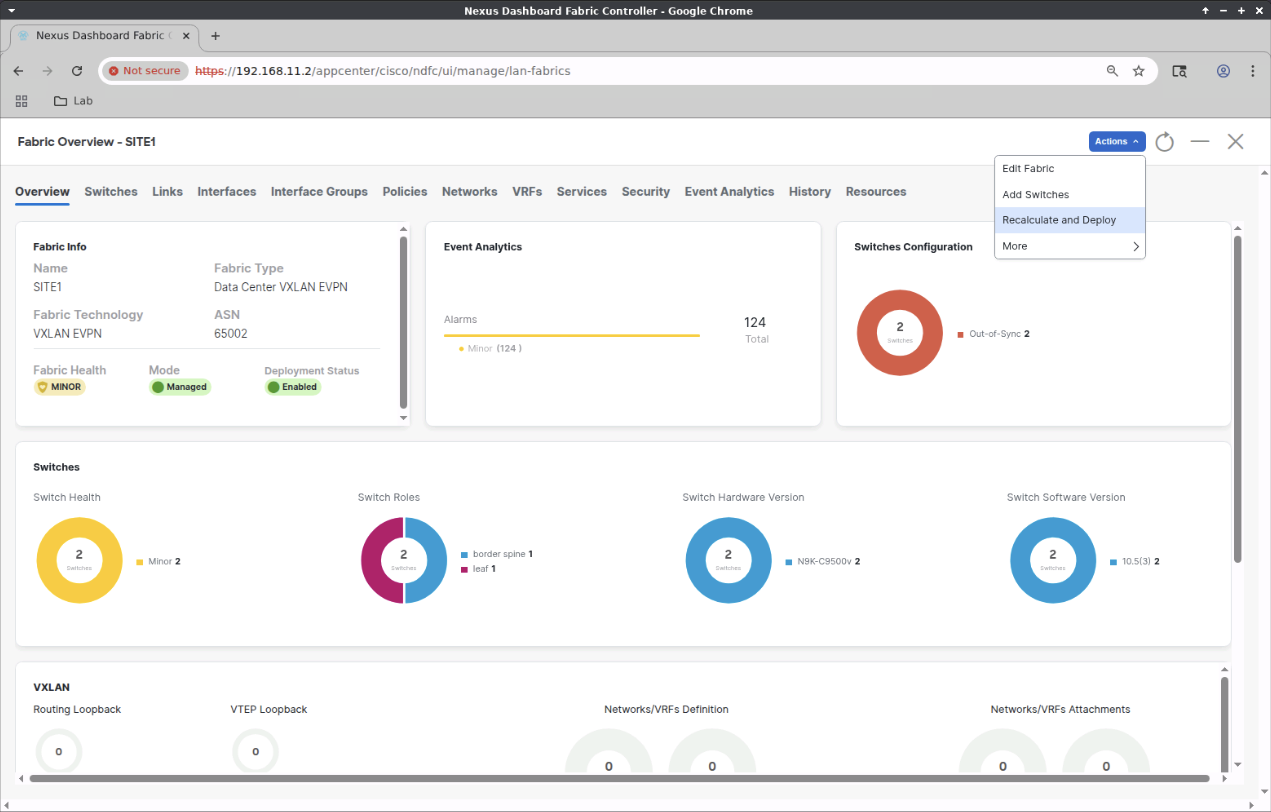 Nexus Dashboard Fabric Controller - Google Chrome
Nexus Dashboard Fabric
Not secure https://192.168.11.2/appcenter/cisco/ndfc/ui/manage/lan-fabrics
Lab
Fabric Overview - SITE1
Actions
Edit Fabric
Add Switches
Recalculate and Deploy
More
Overview Switches Links Interfaces Interface Groups Policies Networks VRFs Services Security Event Analytics History Resources
Fabric Info
Name Fabric Type
SITE1 Data Center VXLAN EVPN
Fabric Technology ASN
VXLAN EVPN 65002
Fabric Health Mode Deployment Status
MINOR Managed Enabled
Event Analytics
Alarms
124
Total
Minor (124 )
Switches Configuration
2
Switches
Out-of-Sync 2
Switches
Switch Health
2
Switches
Minor 2
Switch Roles
2
Switches
border spine 1
leaf 1
Switch Hardware Version
2
Switches
N9K-C9500v 2
Switch Software Version
2
Switches
10.5(3) 2
VXLAN
Routing Loopback VTEP Loopback Networks/VRFs Definition Networks/VRFs Attachments
0 0 0 0 0 0